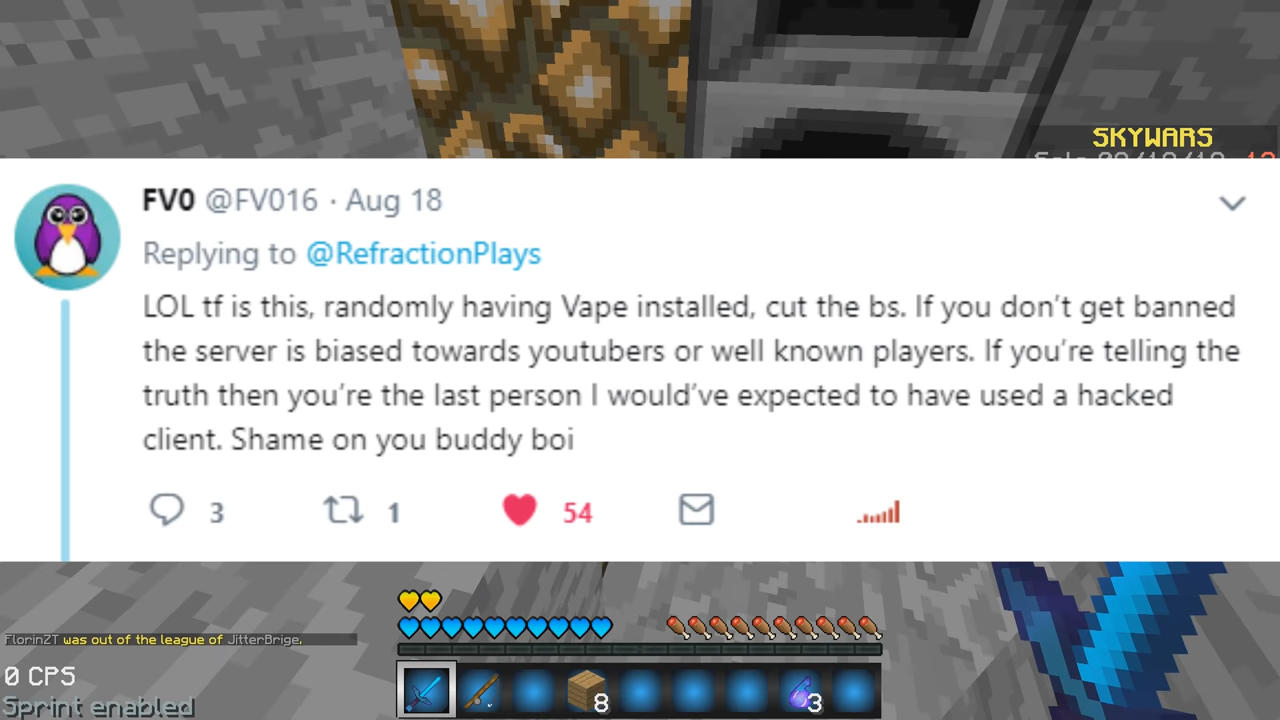 SKYWARS
FV0 @FV016 · Aug 18
Replying to @RefractionPlays
LOL tf is this, randomly having Vape installed, cut the bs. If you don't get banned
the server is biased towards youtubers or well known players. If you're telling the
truth then you're the last person I would've expected to have used a hacked
client. Shame on you buddy boi
3 1 54
FlorinZT was out of the league of JitterBrige.
0 CPS
Sprint enabled
8 3